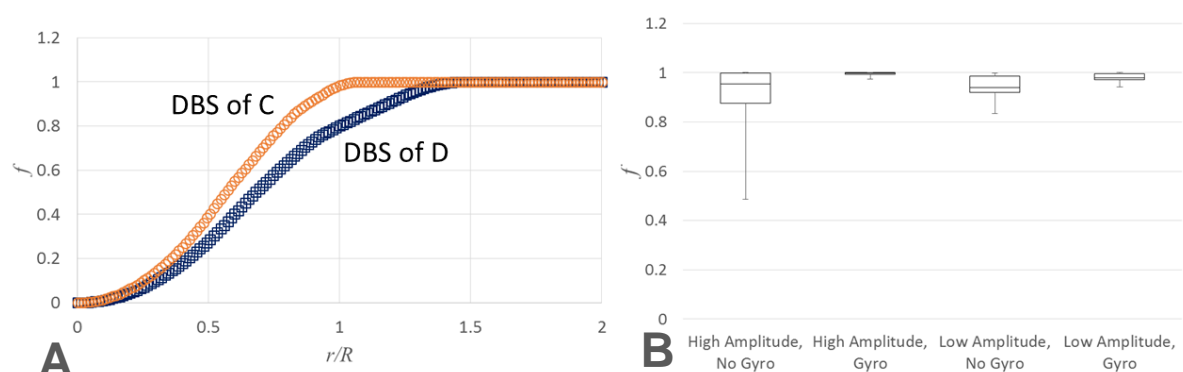 1.2
1
0.8
0.6
0.4
0.2
0
f
DBS of C
DBS of D
0 0.5 1 1.5 2
r/R
A
1.2
1
0.8
0.6
0.4
0.2
0
f
High Amplitude, No Gyro
High Amplitude, Gyro
Low Amplitude, No Gyro
Low Amplitude, Gyro
B